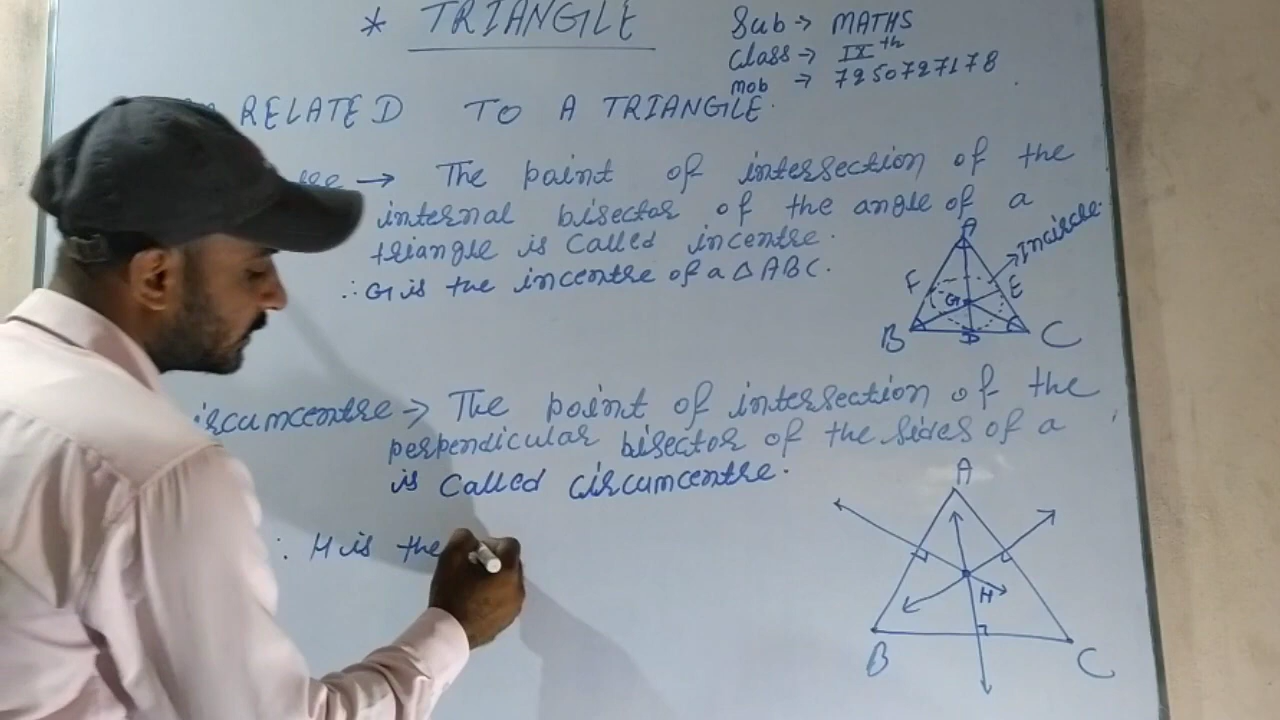 * TRIANGLE
Sub → MATHS
Class → IXth
mob → 7250727178
RELATED TO A TRIANGLE.
→ The point of intersection of the
internal bisector of the angle of a
triangle is called incentre.
∴ G is the incentre of a △ ABC.
A
Incircle.
F
E
G
B
D
C
ircumcentre → The point of intersection of the
perpendicular bisector of the sides of a
is called circumcentre.
∴ H is the
A
H
B
C